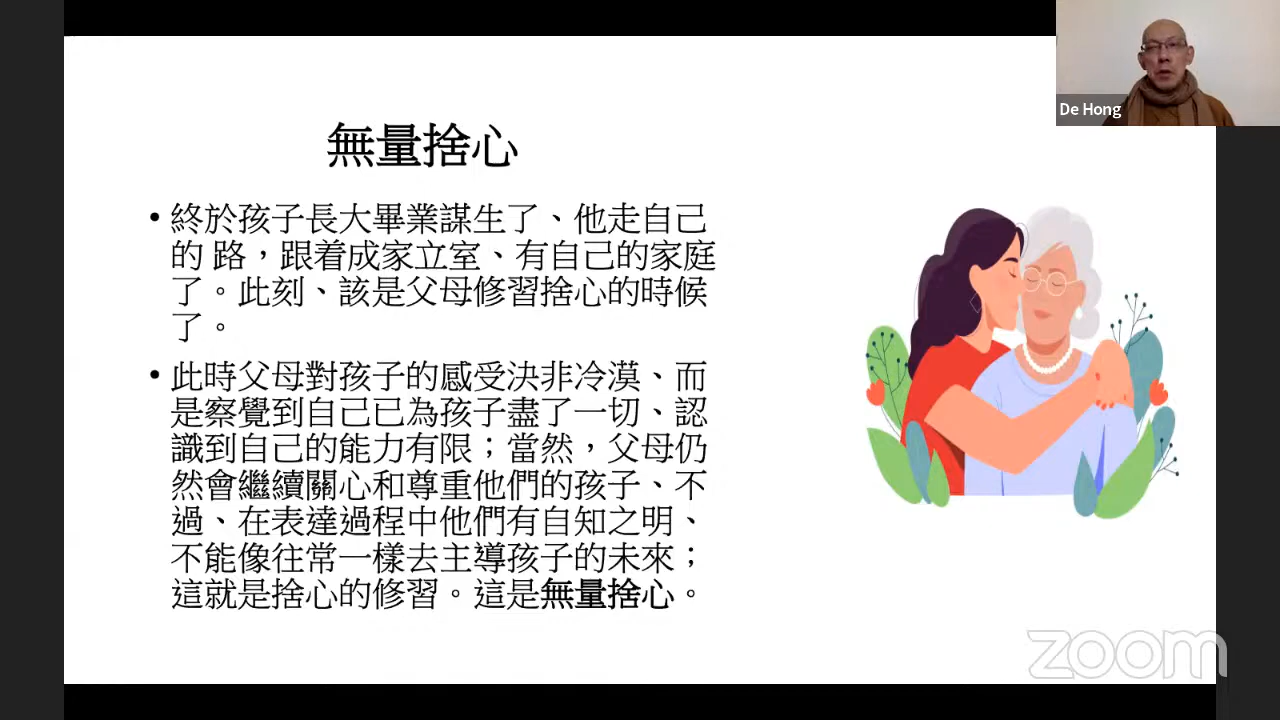 無量捨心
• 終於孩子長大畢業謀生了、他走自己
的 路，跟着成家立室、有自己的家庭
了。此刻、該是父母修習捨心的時候
了。
• 此時父母對孩子的感受決非冷漠、而
是察覺到自己已為孩子盡了一切、認
識到自己的能力有限；當然，父母仍
然會繼續關心和尊重他們的孩子、不
過、在表達過程中他們有自知之明、
不能像往常一樣去主導孩子的未來；
這就是捨心的修習。這是無量捨心。
De Hong
zoom